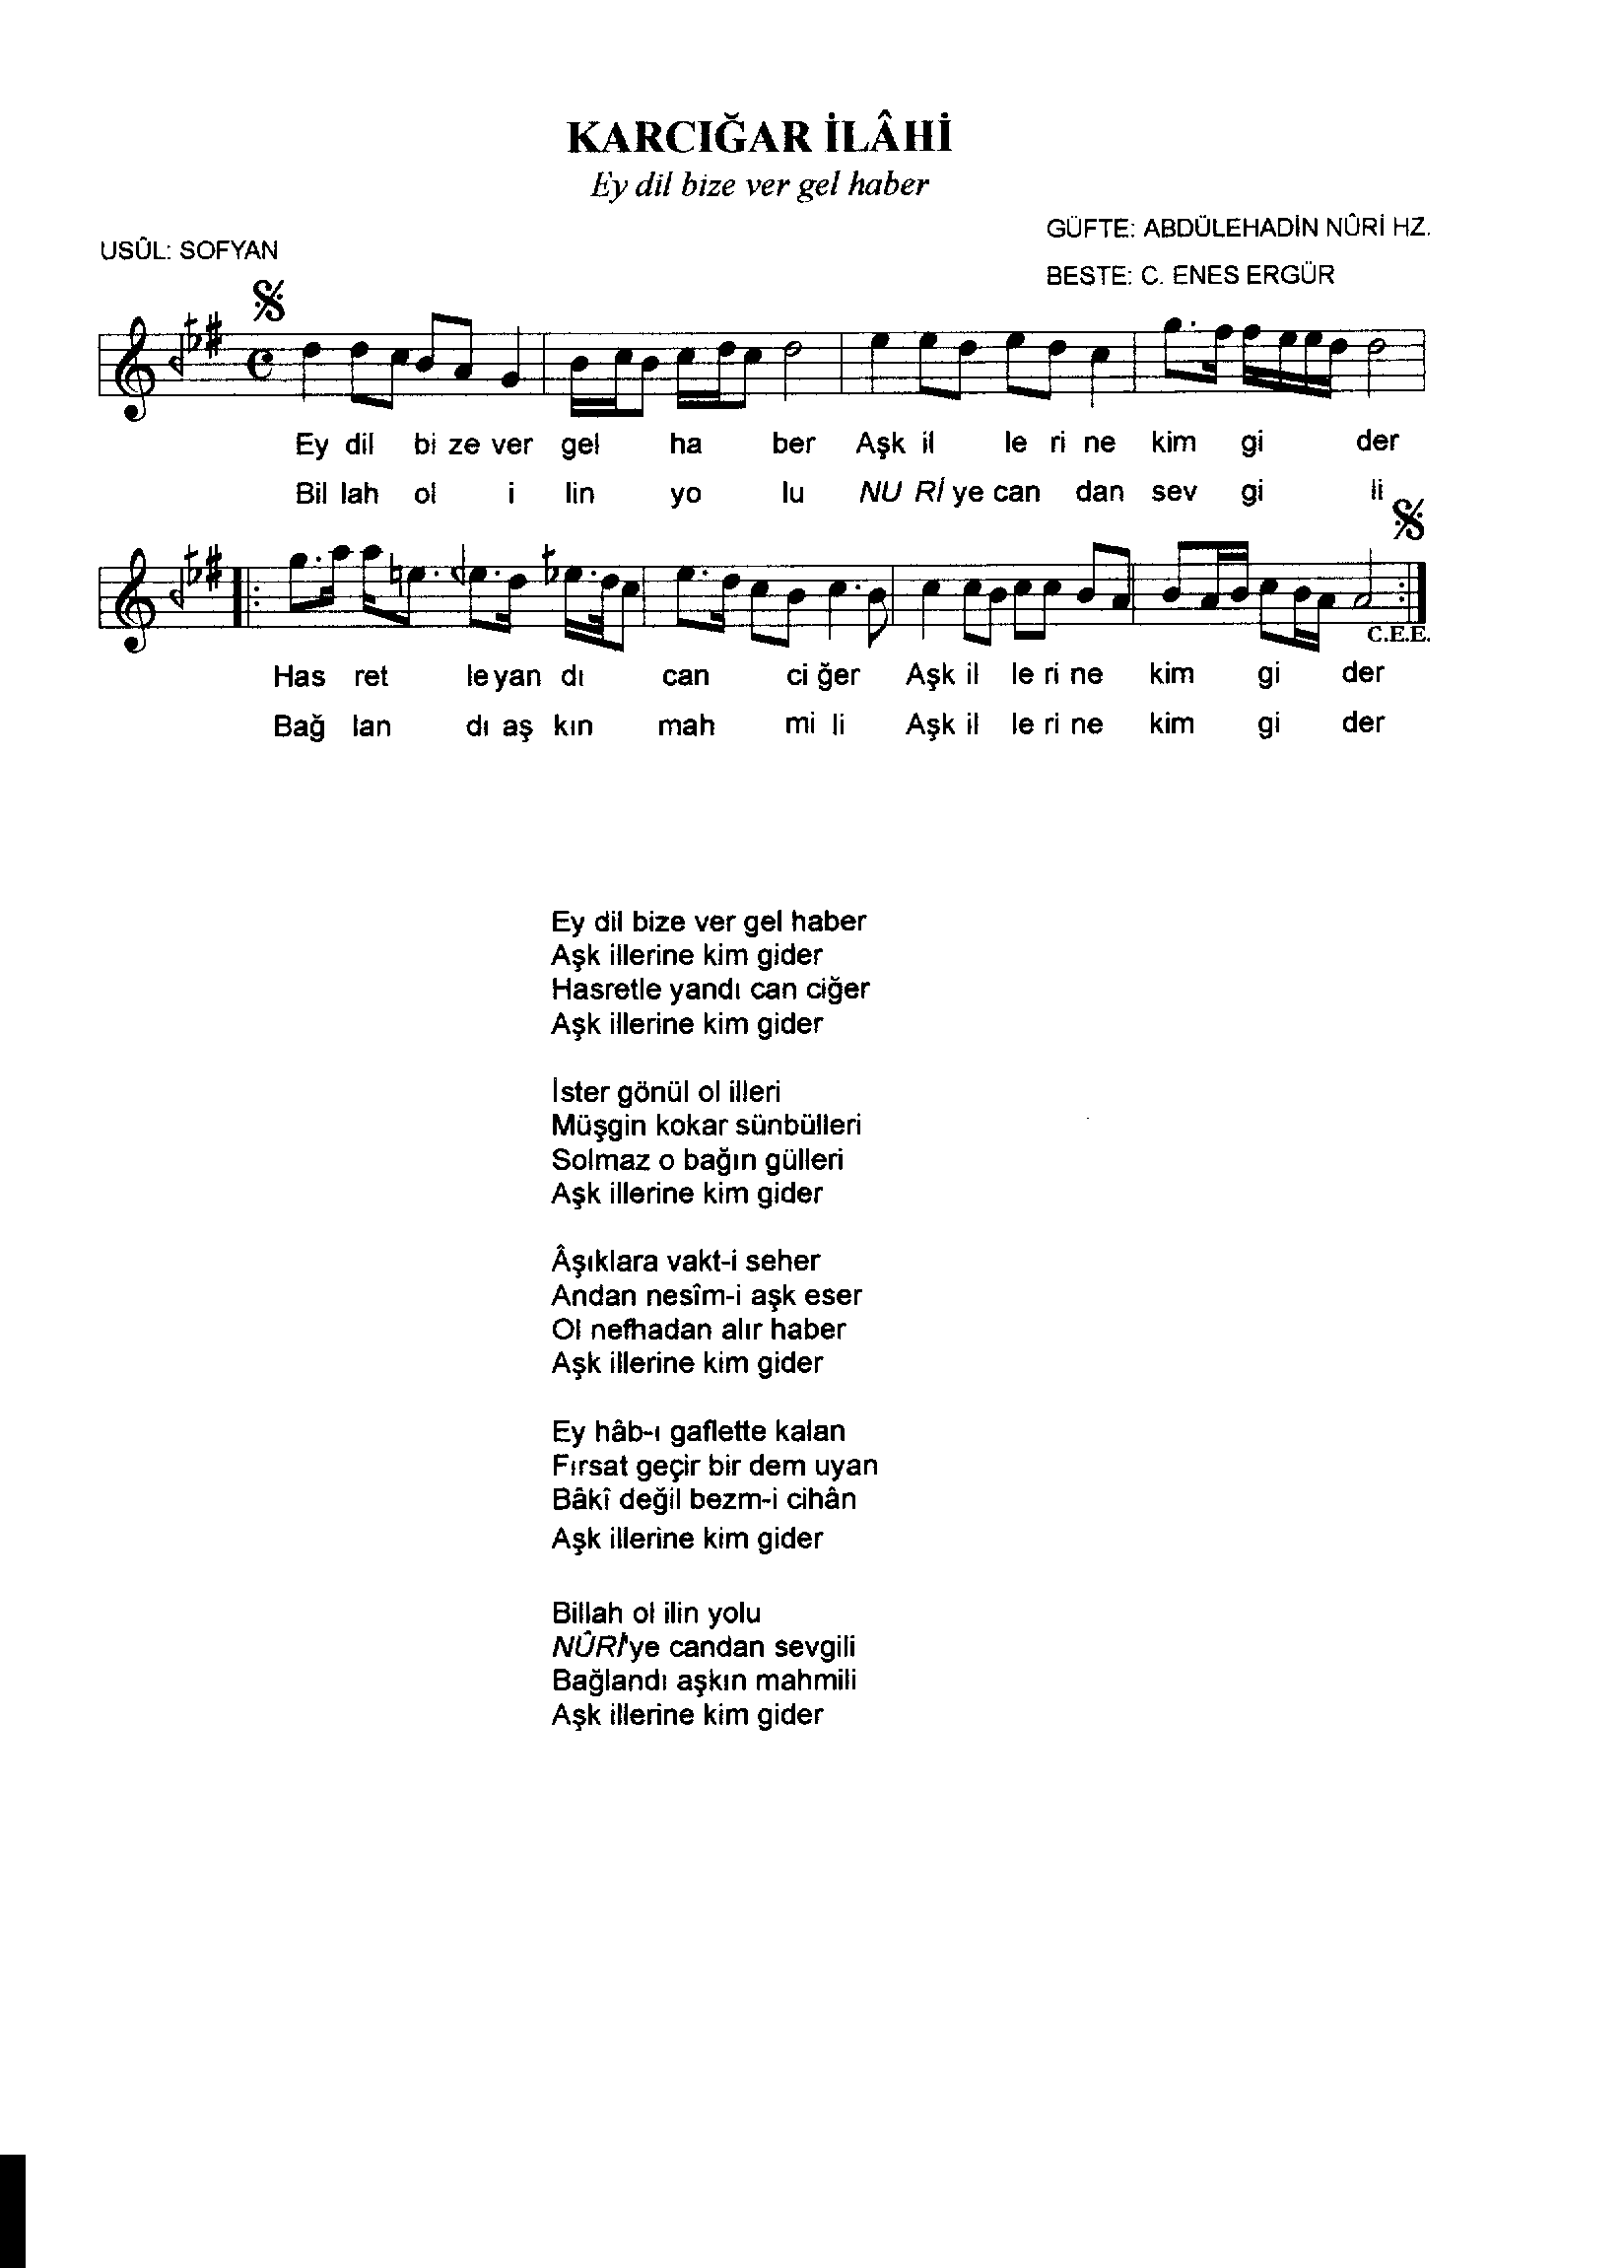 KARCIĞAR İLÂHİ
Ey dil bize ver gel haber
GÜFTE: ABDÜLEHADİN NÛRİ HZ.
USÛL: SOFYAN
BESTE: C. ENES ERGÜR
Ey dil bi ze ver gel ha ber Aşk il le ri ne kim gi der
Bil lah ol i lin yo lu NU Rİ ye can dan sev gi li
C.E.E.
Has ret le yan dı can ci ğer Aşk il le ri ne kim gi der
Bağ lan dı aş kın mah mi li Aşk il le ri ne kim gi der
Ey dil bize ver gel haber
Aşk illerine kim gider
Hasretle yandı can ciğer
Aşk illerine kim gider
İster gönül ol illeri
Müşgin kokar sünbülleri
Solmaz o bağın gülleri
Aşk illerine kim gider
Âşıklara vakt-i seher
Andan nesîm-i aşk eser
Ol nefhadan alır haber
Aşk illerine kim gider
Ey hâb-ı gaflette kalan
Fırsat geçir bir dem uyan
Bâkî değil bezm-i cihân
Aşk illerine kim gider
Billah ol ilin yolu
NÛRİ'ye candan sevgili
Bağlandı aşkın mahmili
Aşk illerine kim gider